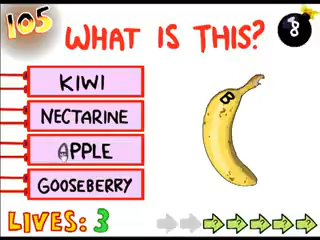 105
WHAT IS THIS?
8
KIWI
NECTARINE
APPLE
GOOSEBERRY
B
LIVES: 3
? ? ? ? ?